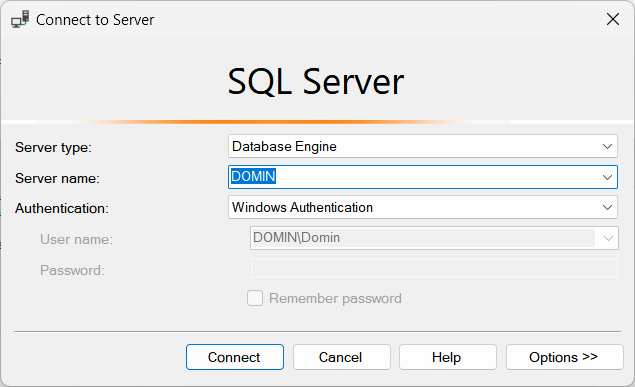 Connect to Server
SQL Server
Server type: Database Engine
Server name: DOMIN
Authentication: Windows Authentication
User name: DOMIN\Domin
Password:
Remember password
Connect Cancel Help Options >>